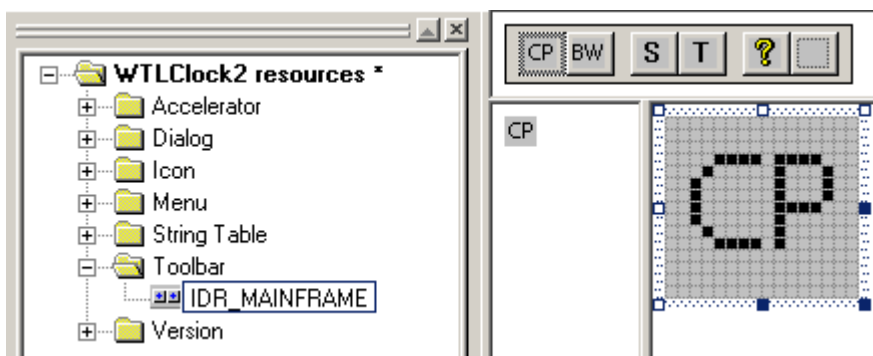 WTLClock2 resources *
Accelerator
Dialog
Icon
Menu
String Table
Toolbar
IDR_MAINFRAME
Version
CP BW S T ?
CP
CP